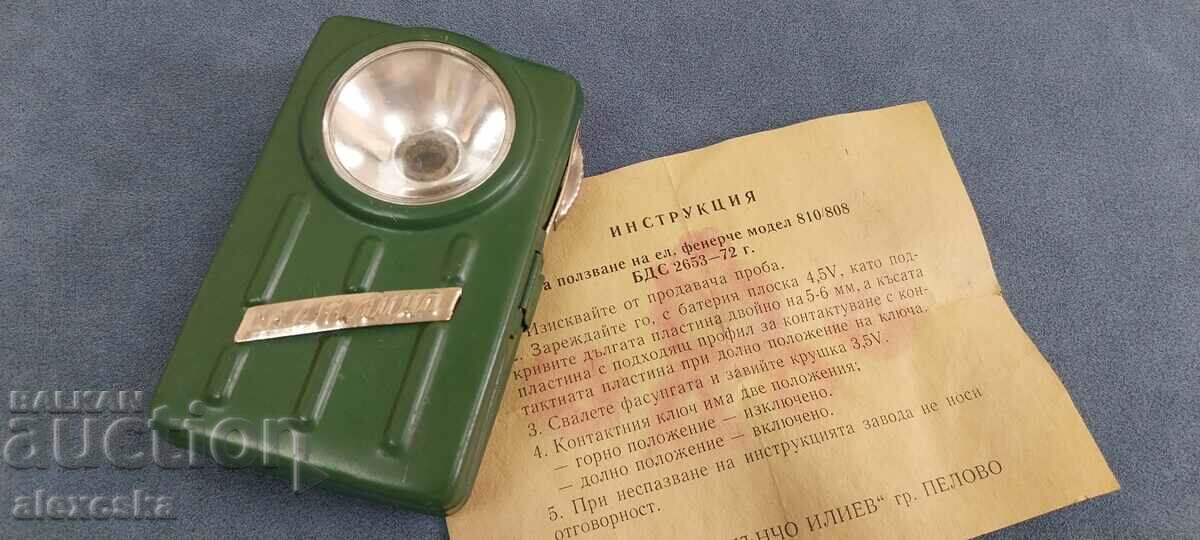 ИНСТРУКЦИЯ
а ползване на ел. фенерче модел 810/808
БДС 2653—72 г.
Изисквайте от продавача проба.
Зареждайте го, с батерия плоска 4,5V, като под-
кривите дългата пластина двойно на 5-6 мм, а късата
пластина с подходящ профил за контактуване с кон-
тактната пластина при долно положение на ключа.
3. Свалете фасунгата и завийте крушка 3,5V.
4. Контактния ключ има две положения;
— горно положение — изключено.
— долно положение — включено.
5. При неспазване на инструкцията завода не носи
отговорност.
ЪНЧО ИЛИЕВ“ гр. ПЕЛОВО
BALKAN
auction
alexceska